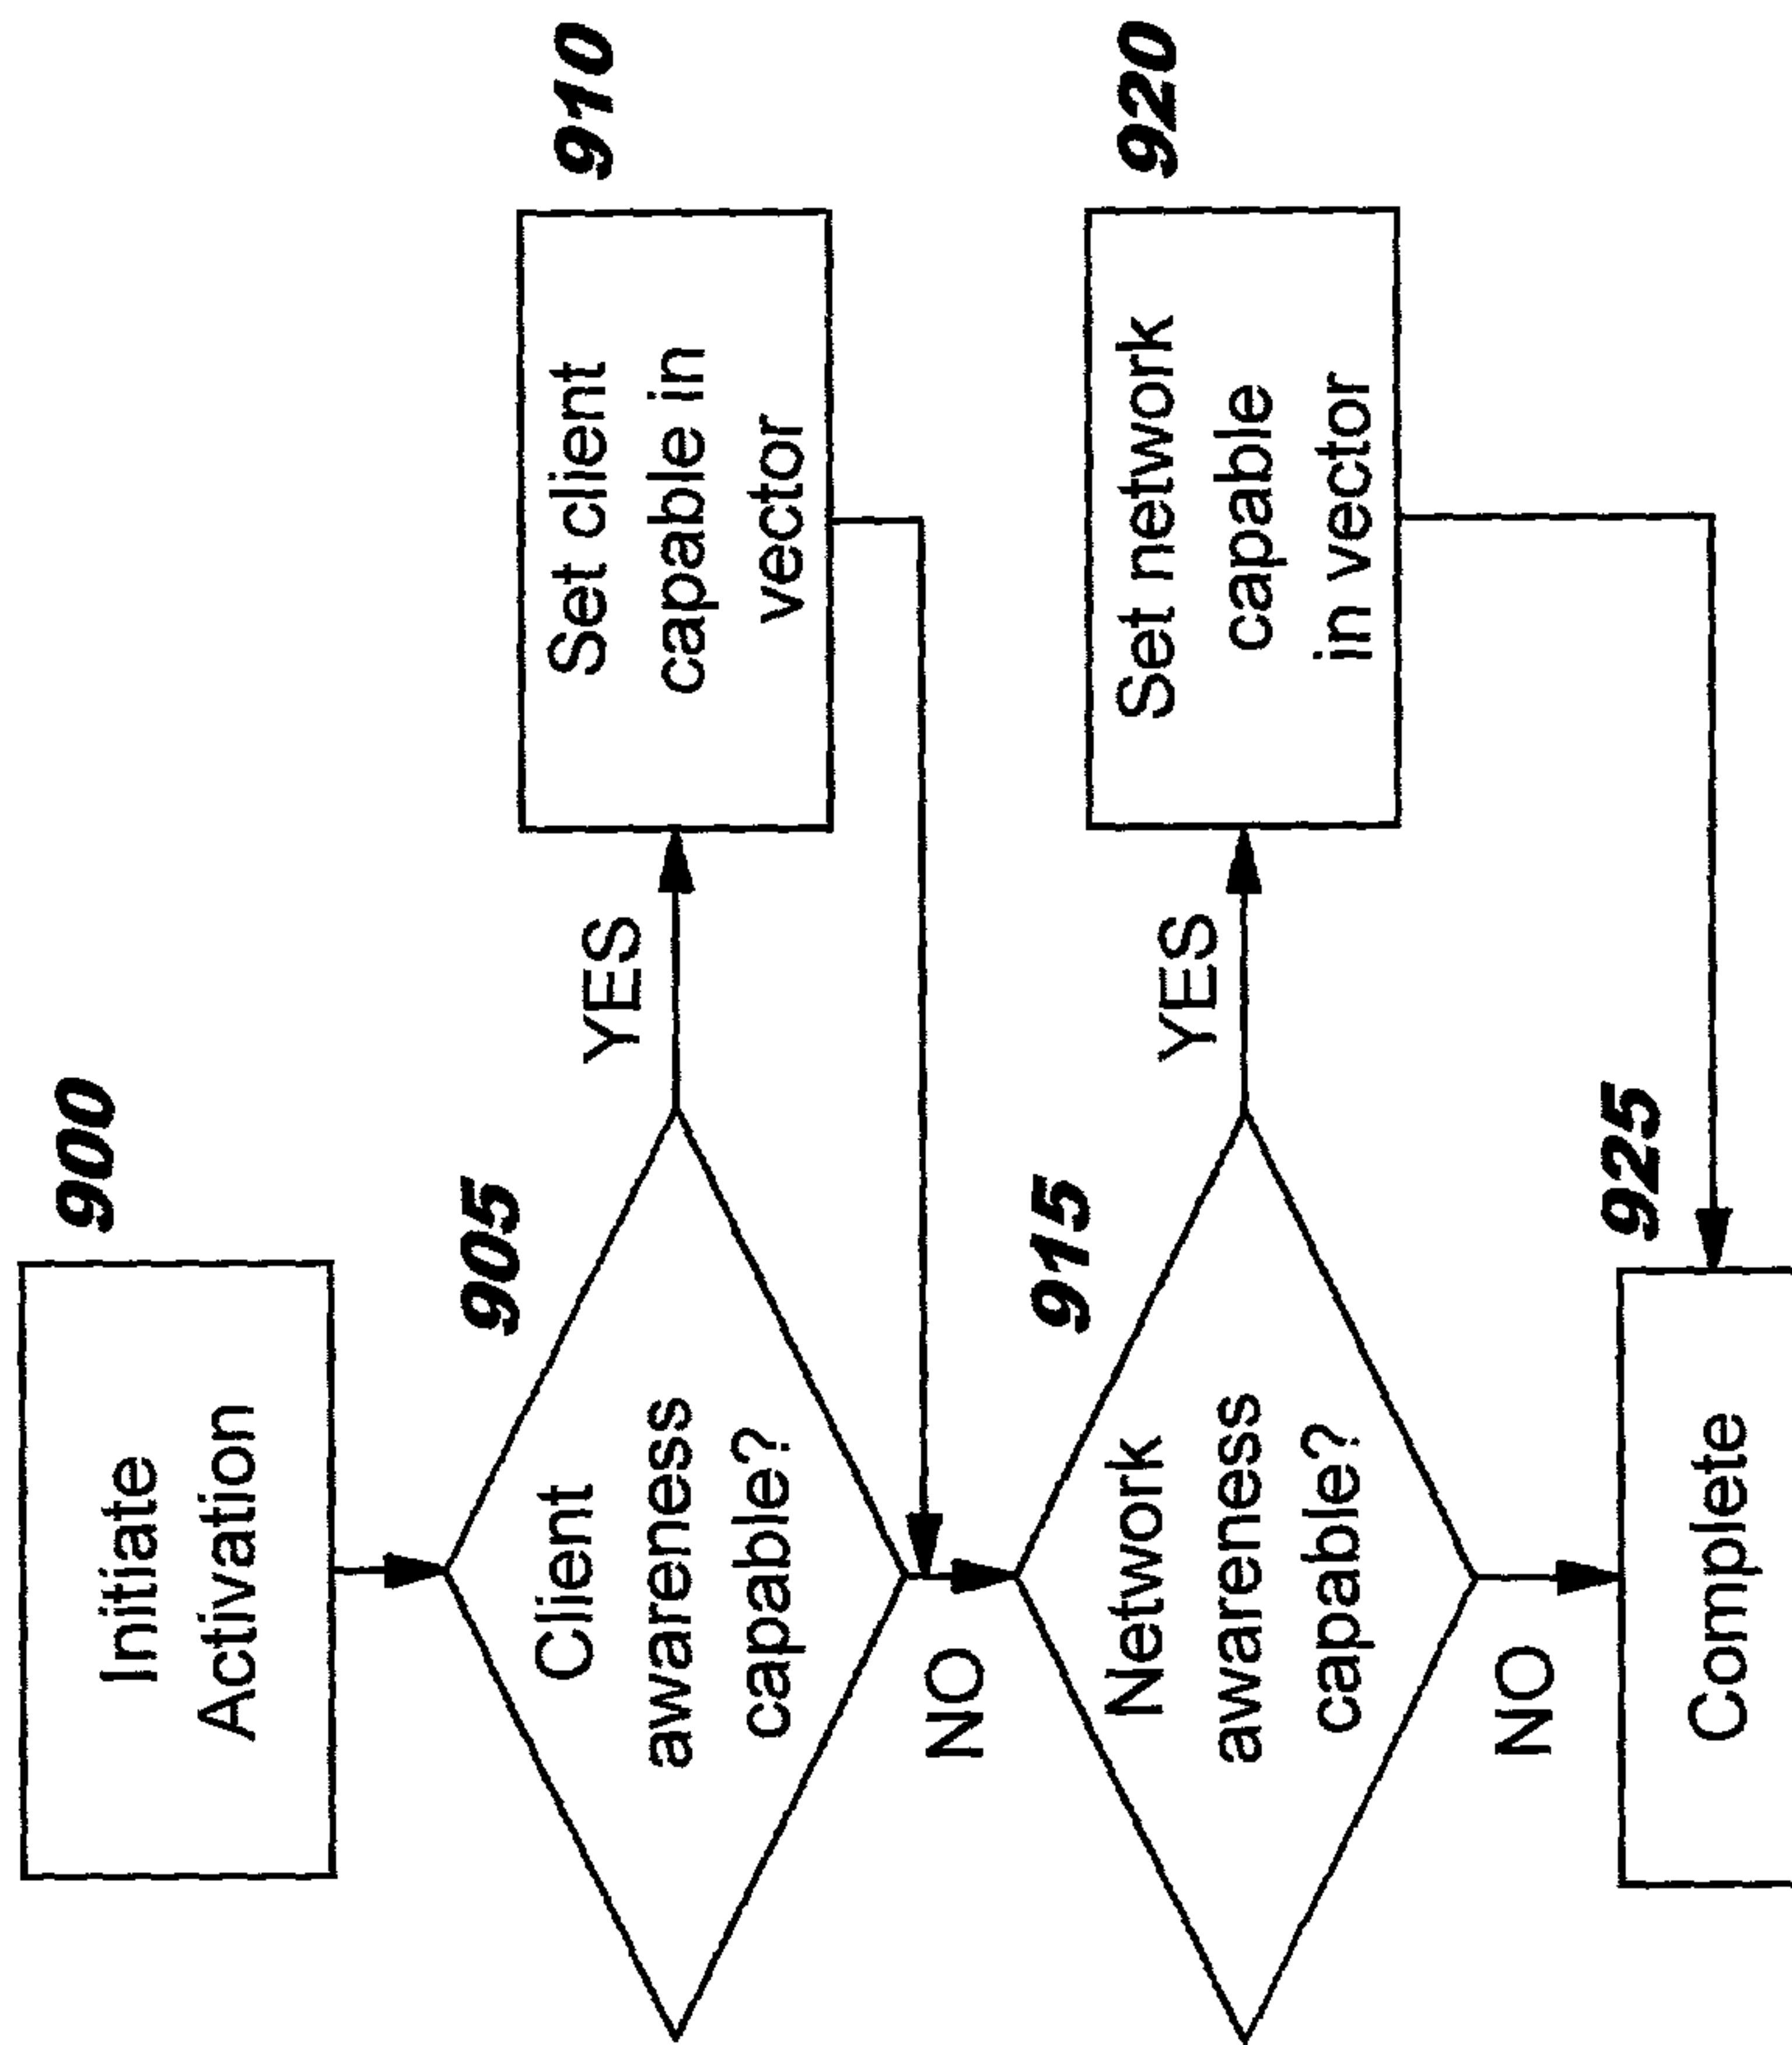 900
Initiate
Activation
905
Client
awareness
capable?
YES
910
Set client
capable in
vector
NO
915
Network
awareness
capable?
YES
920
Set network
capable
in vector
NO
925
Complete